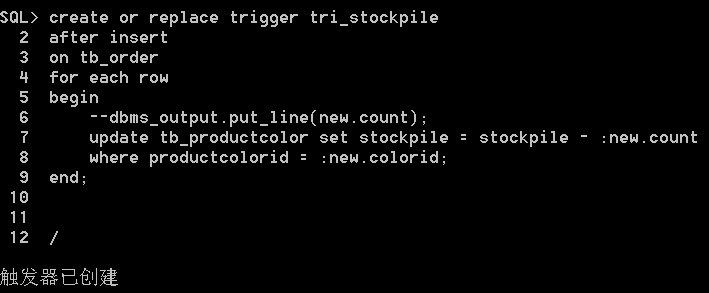 SQL> create or replace trigger tri_stockpile
2 after insert
3 on tb_order
4 for each row
5 begin
6 --dbms_output.put_line(new.count);
7 update tb_productcolor set stockpile = stockpile - :new.count
8 where productcolorid = :new.colorid;
9 end;
10
11
12 /
触发器已创建